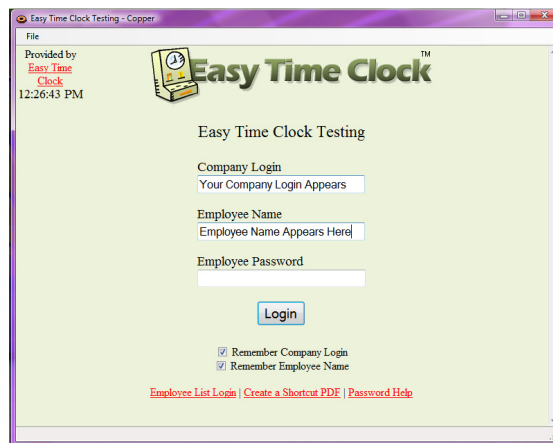 Easy Time Clock Testing - Copper
File
Provided by
Easy Time
Clock
12:26:43 PM
Easy Time Clock TM
Easy Time Clock Testing
Company Login
Your Company Login Appears
Employee Name
Employee Name Appears Here
Employee Password
Login
Remember Company Login
Remember Employee Name
Employee List Login | Create a Shortcut PDF | Password Help